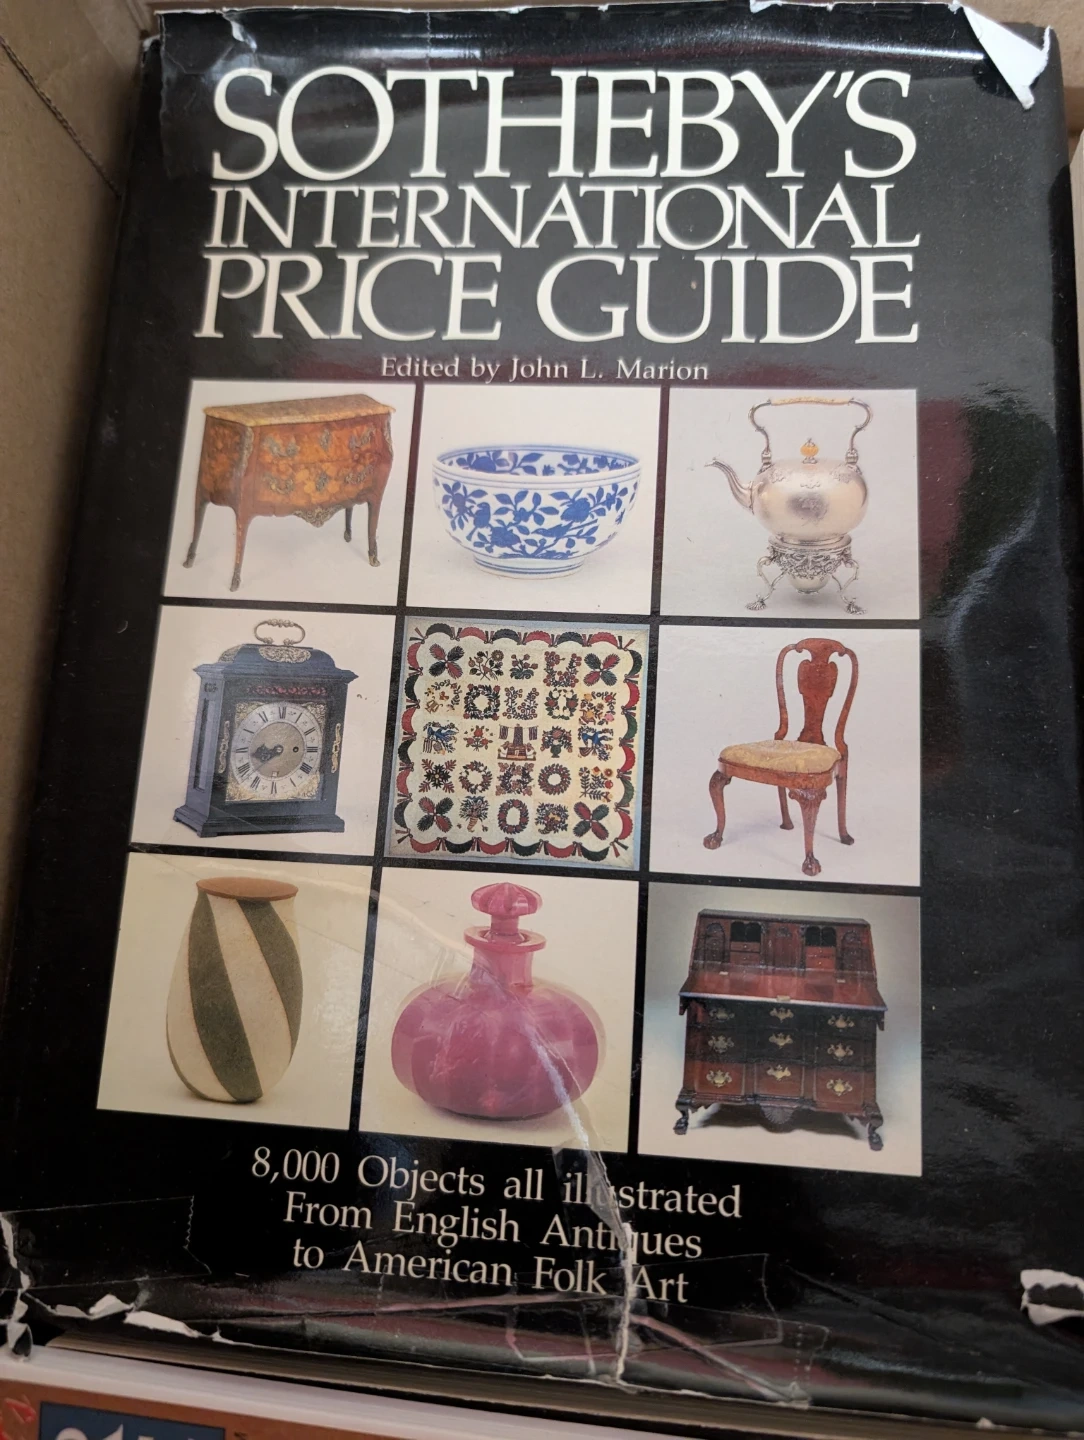 SOTHEBY'S
INTERNATIONAL
PRICE GUIDE
Edited by John L. Marion
8,000 Objects all illustrated
From English Antiques
to American Folk Art